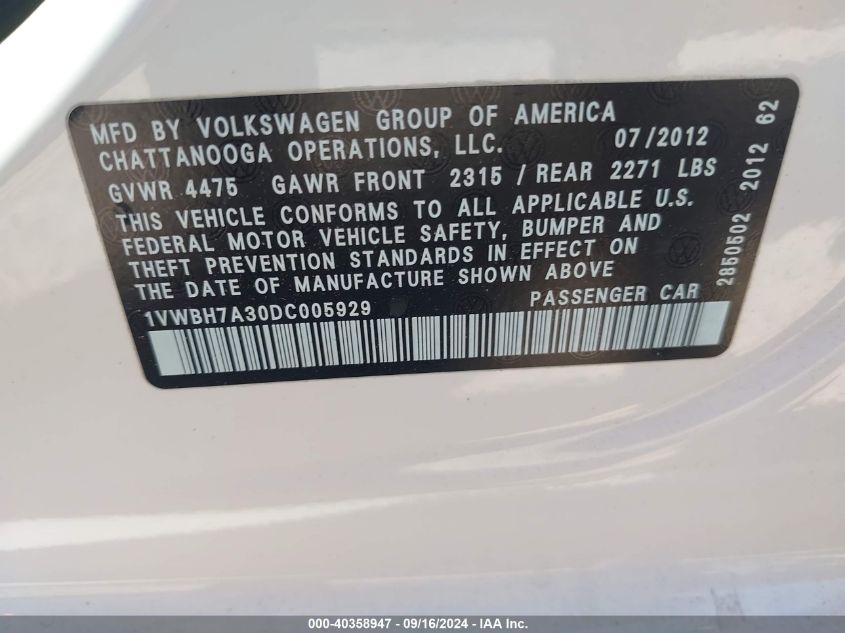 MFD BY VOLKSWAGEN GROUP OF AMERICA
CHATTANOOGA OPERATIONS, LLC. 07/2012
GVWR 4475 GAWR FRONT 2315 / REAR 2271 LBS
THIS VEHICLE CONFORMS TO ALL APPLICABLE U.S.
FEDERAL MOTOR VEHICLE SAFETY, BUMPER AND
THEFT PREVENTION STANDARDS IN EFFECT ON
THE DATE OF MANUFACTURE SHOWN ABOVE
1VWBH7A30DC005929 PASSENGER CAR
2850502 2012 62
000-40358947 - 09/16/2024 - IAA Inc.